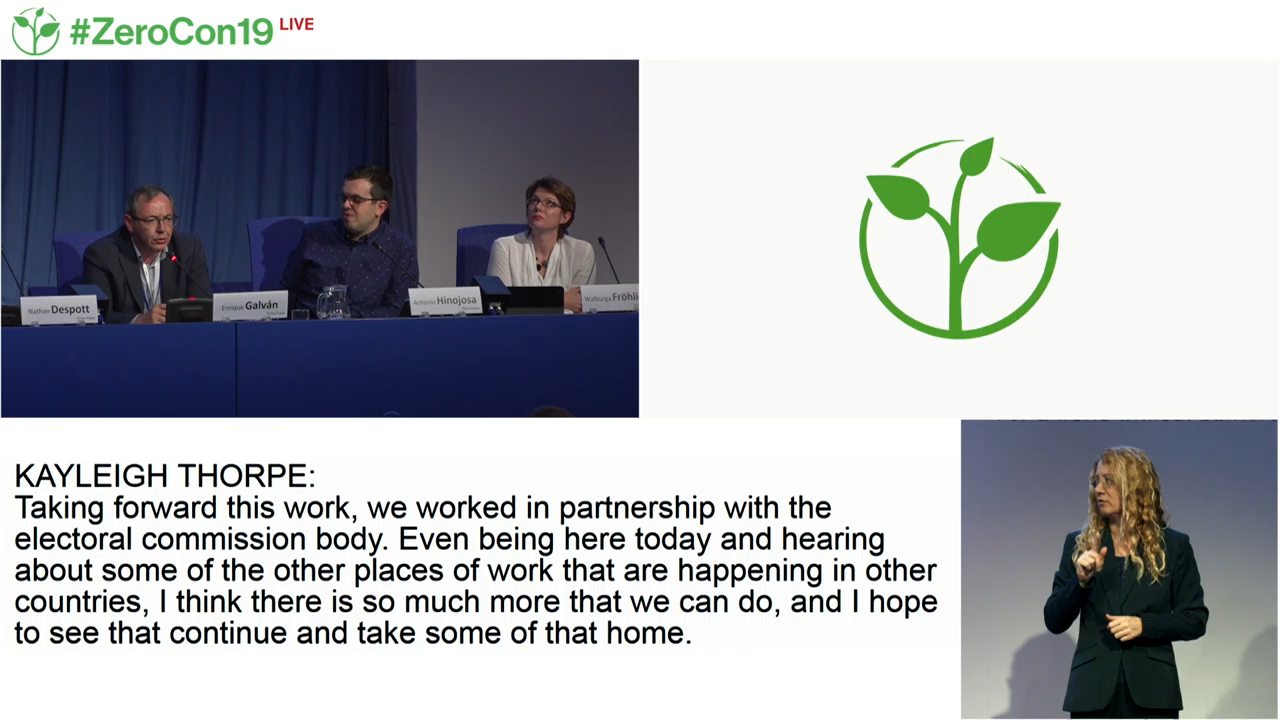 #ZeroCon19 LIVE
Nathan Despott
Enrique Galván
Antonio Hinojosa
Walburga Fröhli
KAYLEIGH THORPE:
Taking forward this work, we worked in partnership with the
electoral commission body. Even being here today and hearing
about some of the other places of work that are happening in other
countries, I think there is so much more that we can do, and I hope
to see that continue and take some of that home.